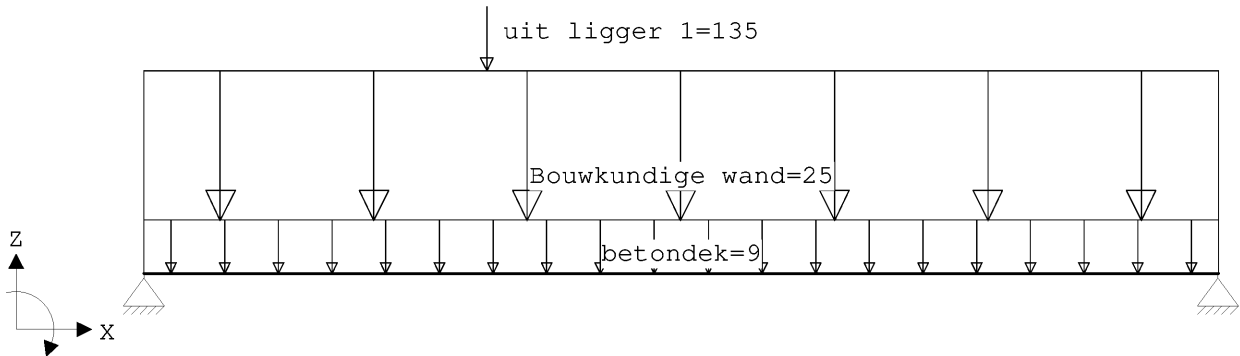 uit ligger 1=135
Bouwkundige wand=25
betondek=9
Z
X